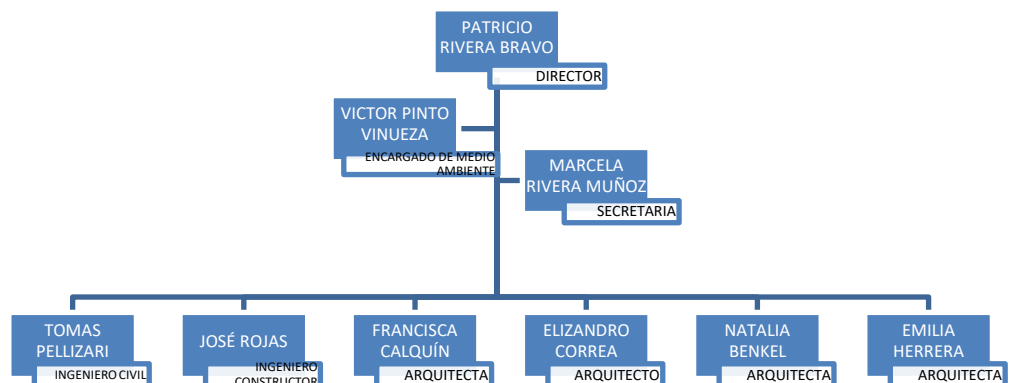 PATRICIO
RIVERA BRAVO
DIRECTOR
VICTOR PINTO
VINUEZA
ENCARGADO DE MEDIO
AMBIENTE
MARCELA
RIVERA MUÑOZ
SECRETARIA
TOMAS
PELLIZARI
INGENIERO CIVIL
JOSÉ ROJAS
INGENIERO
CONSTRUCTOR
FRANCISCA
CALQUÍN
ARQUITECTA
ELIZANDRO
CORREA
ARQUITECTO
NATALIA
BENKEL
ARQUITECTA
EMILIA
HERRERA
ARQUITECTA